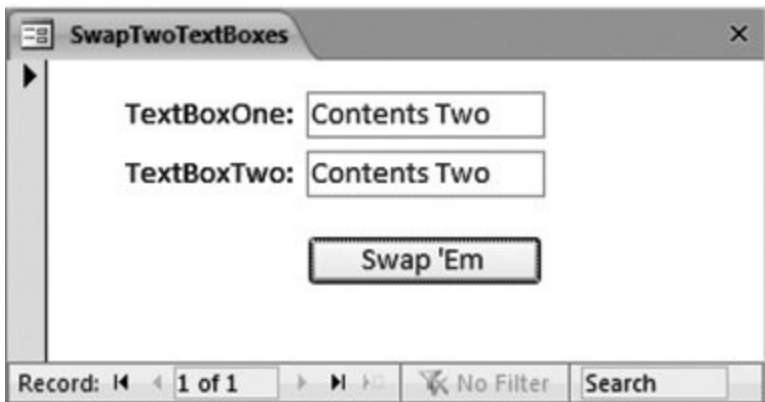 SwapTwoTextBoxes
TextBoxOne: Contents Two
TextBoxTwo: Contents Two
Swap 'Em
Record: 1 of 1 No Filter Search